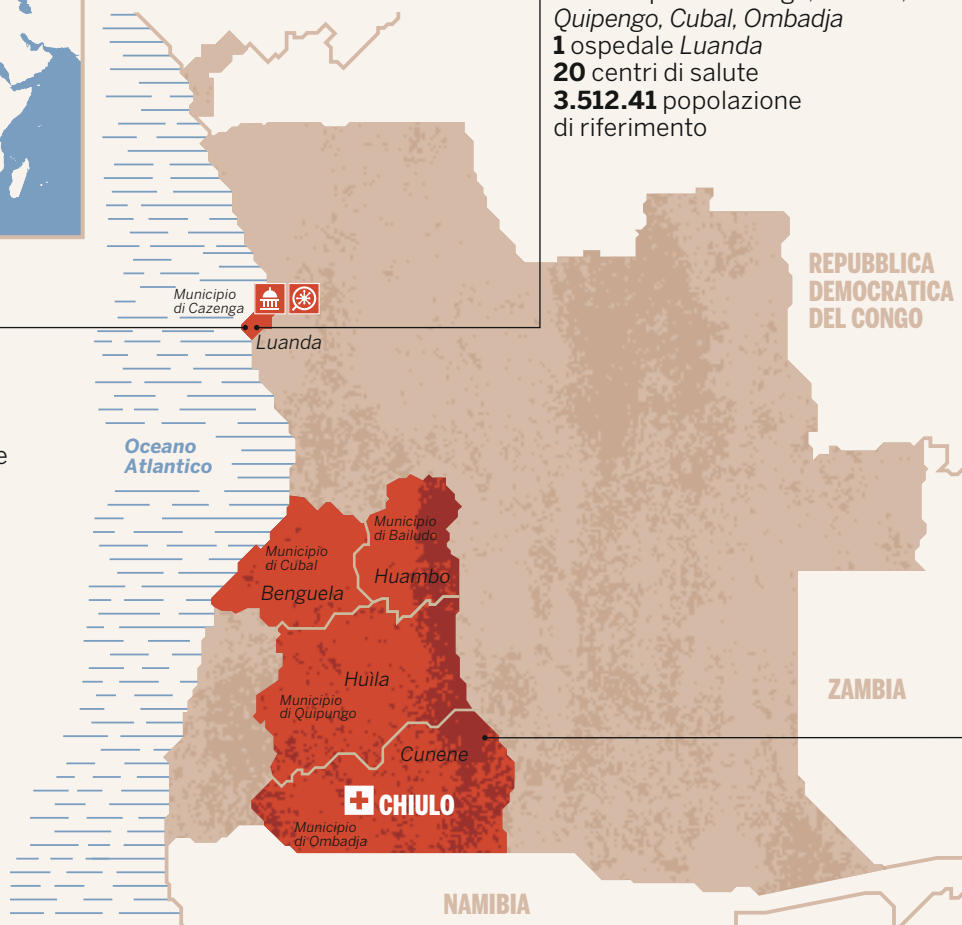 Quipengo, Cubal, Ombadja
1 ospedale Luanda
20 centri di salute
3.512.41 popolazione
di riferimento
REPUBBLICA
DEMOCRATICA
DEL CONGO
Municipio
di Cazenga
Luanda
Oceano
Atlantico
e
Municipio
di Bailudo
Municipio
di Cubal
Huambo
Benguela
Huìla
Municipio
di Quipungo
ZAMBIA
Cunene
CHIULO
Municipio
di Ombadja
NAMIBIA